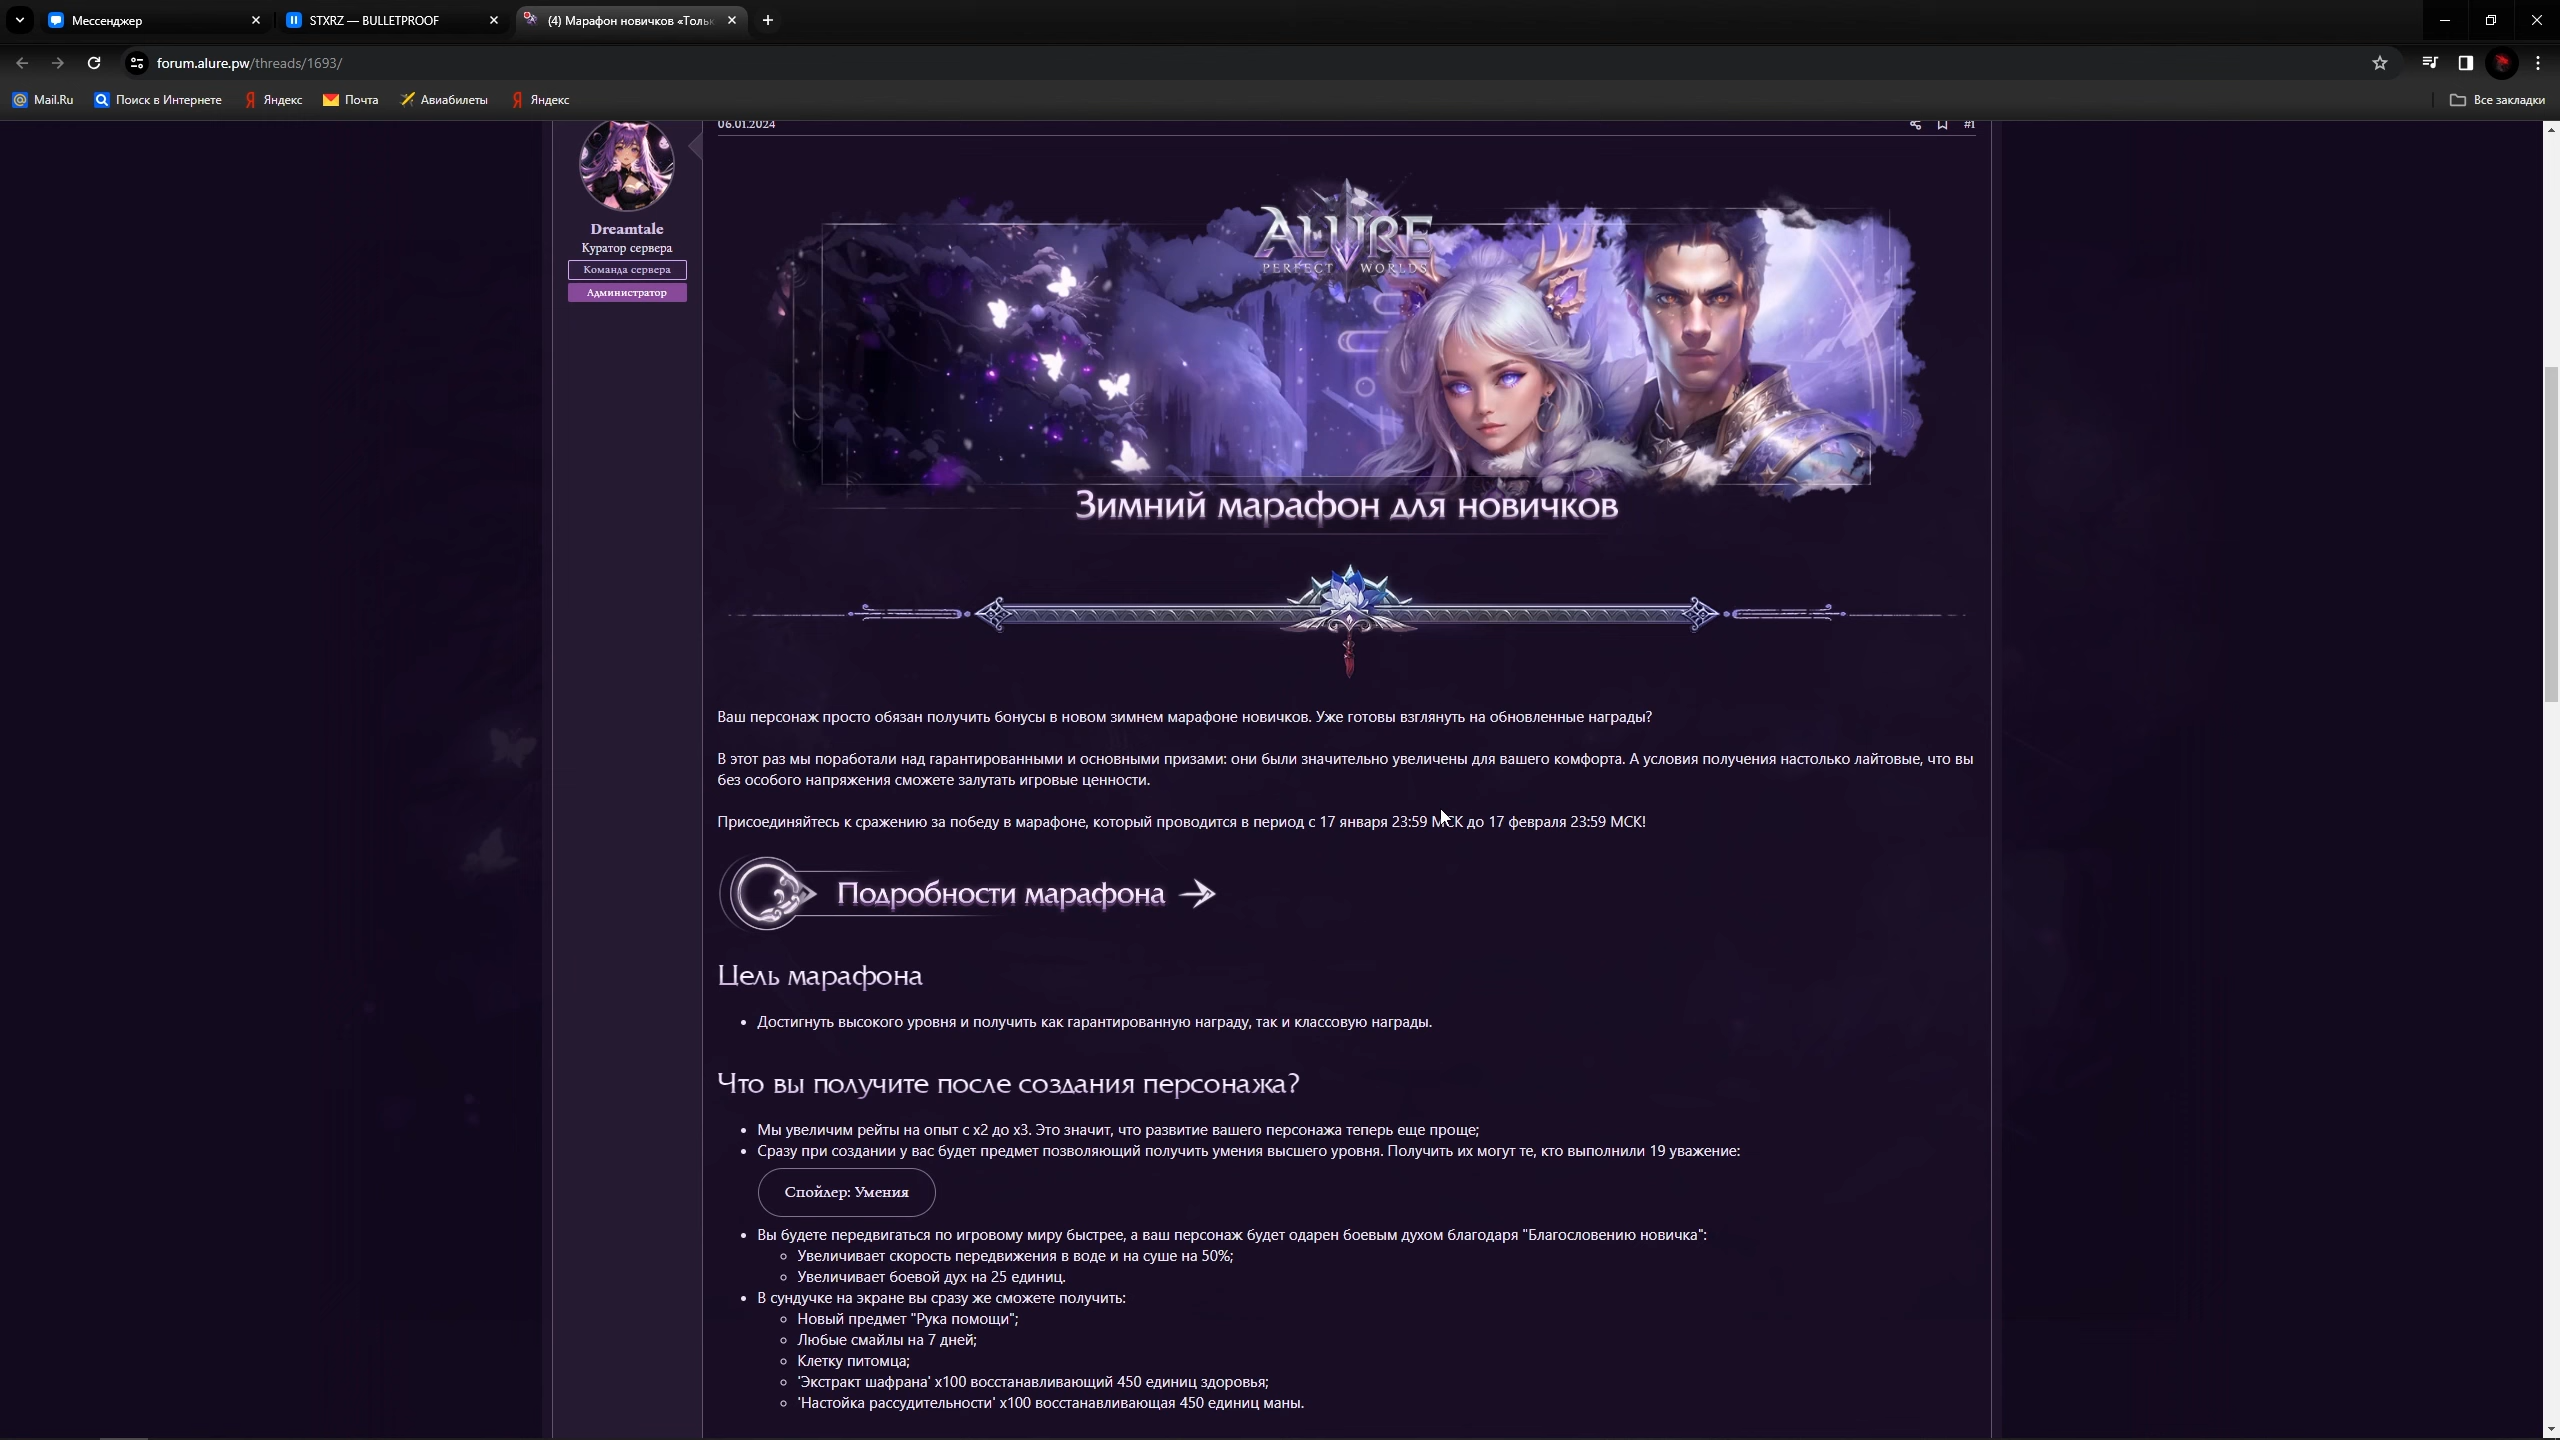 Мессенджер
STXRZ — BULLETPROOF
(4) Марафон новичков «Толь
forum.alure.pw/threads/1693/
Mail.Ru
Поиск в Интернете
Яндекс
Почта
Авиабилеты
Яндекс
Все закладки
06.01.2024
#1
Dreamtale
Куратор сервера
Команда сервера
Администратор
ALURE
PERFECT WORLDS
Зимний марафон для новичков
Ваш персонаж просто обязан получить бонусы в новом зимнем марафоне новичков. Уже готовы взглянуть на обновленные награды?
В этот раз мы поработали над гарантированными и основными призами: они были значительно увеличены для вашего комфорта. А условия получения настолько лайтовые, что вы
без особого напряжения сможете залутать игровые ценности.
Присоединяйтесь к сражению за победу в марафоне, который проводится в период с 17 января 23:59 МСК до 17 февраля 23:59 МСК!
Подробности марафона
Цель марафона
• Достигнуть высокого уровня и получить как гарантированную награду, так и классовую награды.
Что вы получите после создания персонажа?
• Мы увеличим рейты на опыт с х2 до х3. Это значит, что развитие вашего персонажа теперь еще проще;
• Сразу при создании у вас будет предмет позволяющий получить умения высшего уровня. Получить их могут те, кто выполнили 19 уважение:
Спойлер: Умения
• Вы будете передвигаться по игровому миру быстрее, а ваш персонаж будет одарен боевым духом благодаря "Благословению новичка":
◦ Увеличивает скорость передвижения в воде и на суше на 50%;
◦ Увеличивает боевой дух на 25 единиц.
• В сундучке на экране вы сразу же сможете получить:
◦ Новый предмет "Рука помощи";
◦ Любые смайлы на 7 дней;
◦ Клетку питомца;
◦ 'Экстракт шафрана' х100 восстанавливающий 450 единиц здоровья;
◦ 'Настойка рассудительности' х100 восстанавливающая 450 единиц маны.